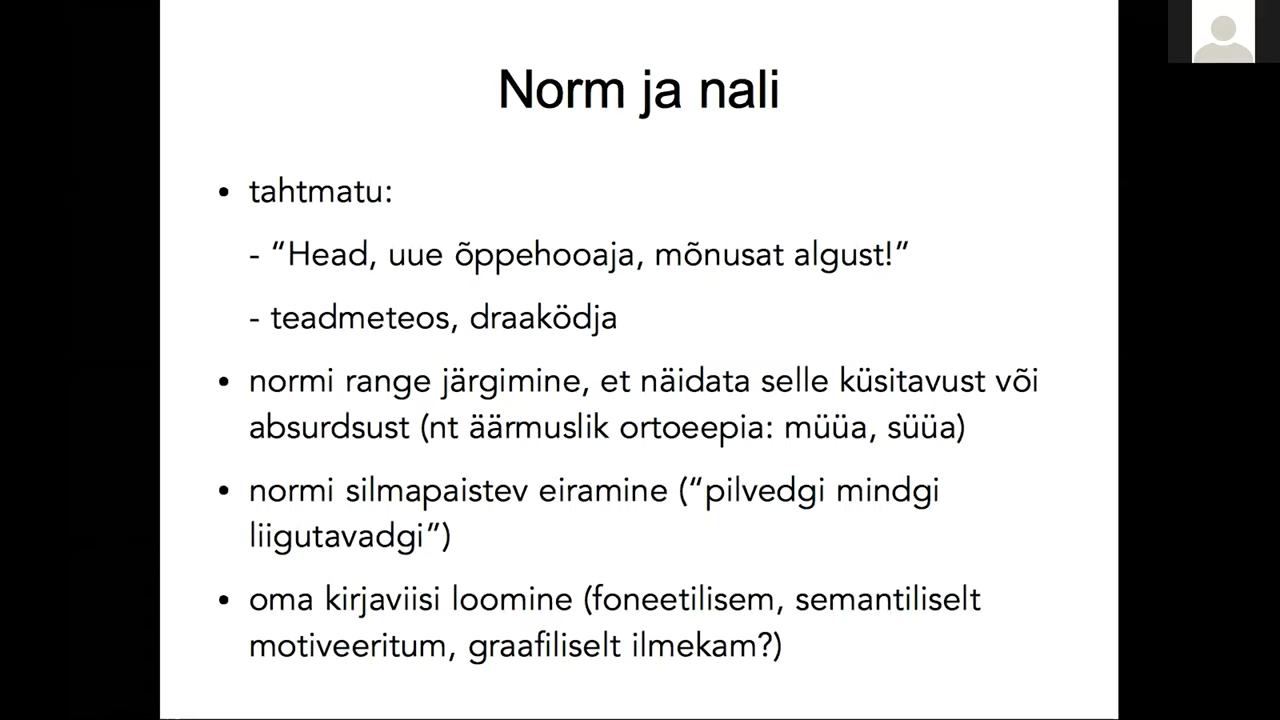 Norm ja nali
• tahtmatu:
- “Head, uue õppehooaja, mõnusat algust!”
- teadmeteos, draaködja
• normi range järgimine, et näidata selle küsitavust või
absurdsust (nt äärmuslik ortoeepia: müüa, süüa)
• normi silmapaistev eiramine (“pilvedgi mindgi
liigutavadgi”)
• oma kirjaviisi loomine (foneetilisem, semantiliselt
motiveeritum, graafiliselt ilmekam?)